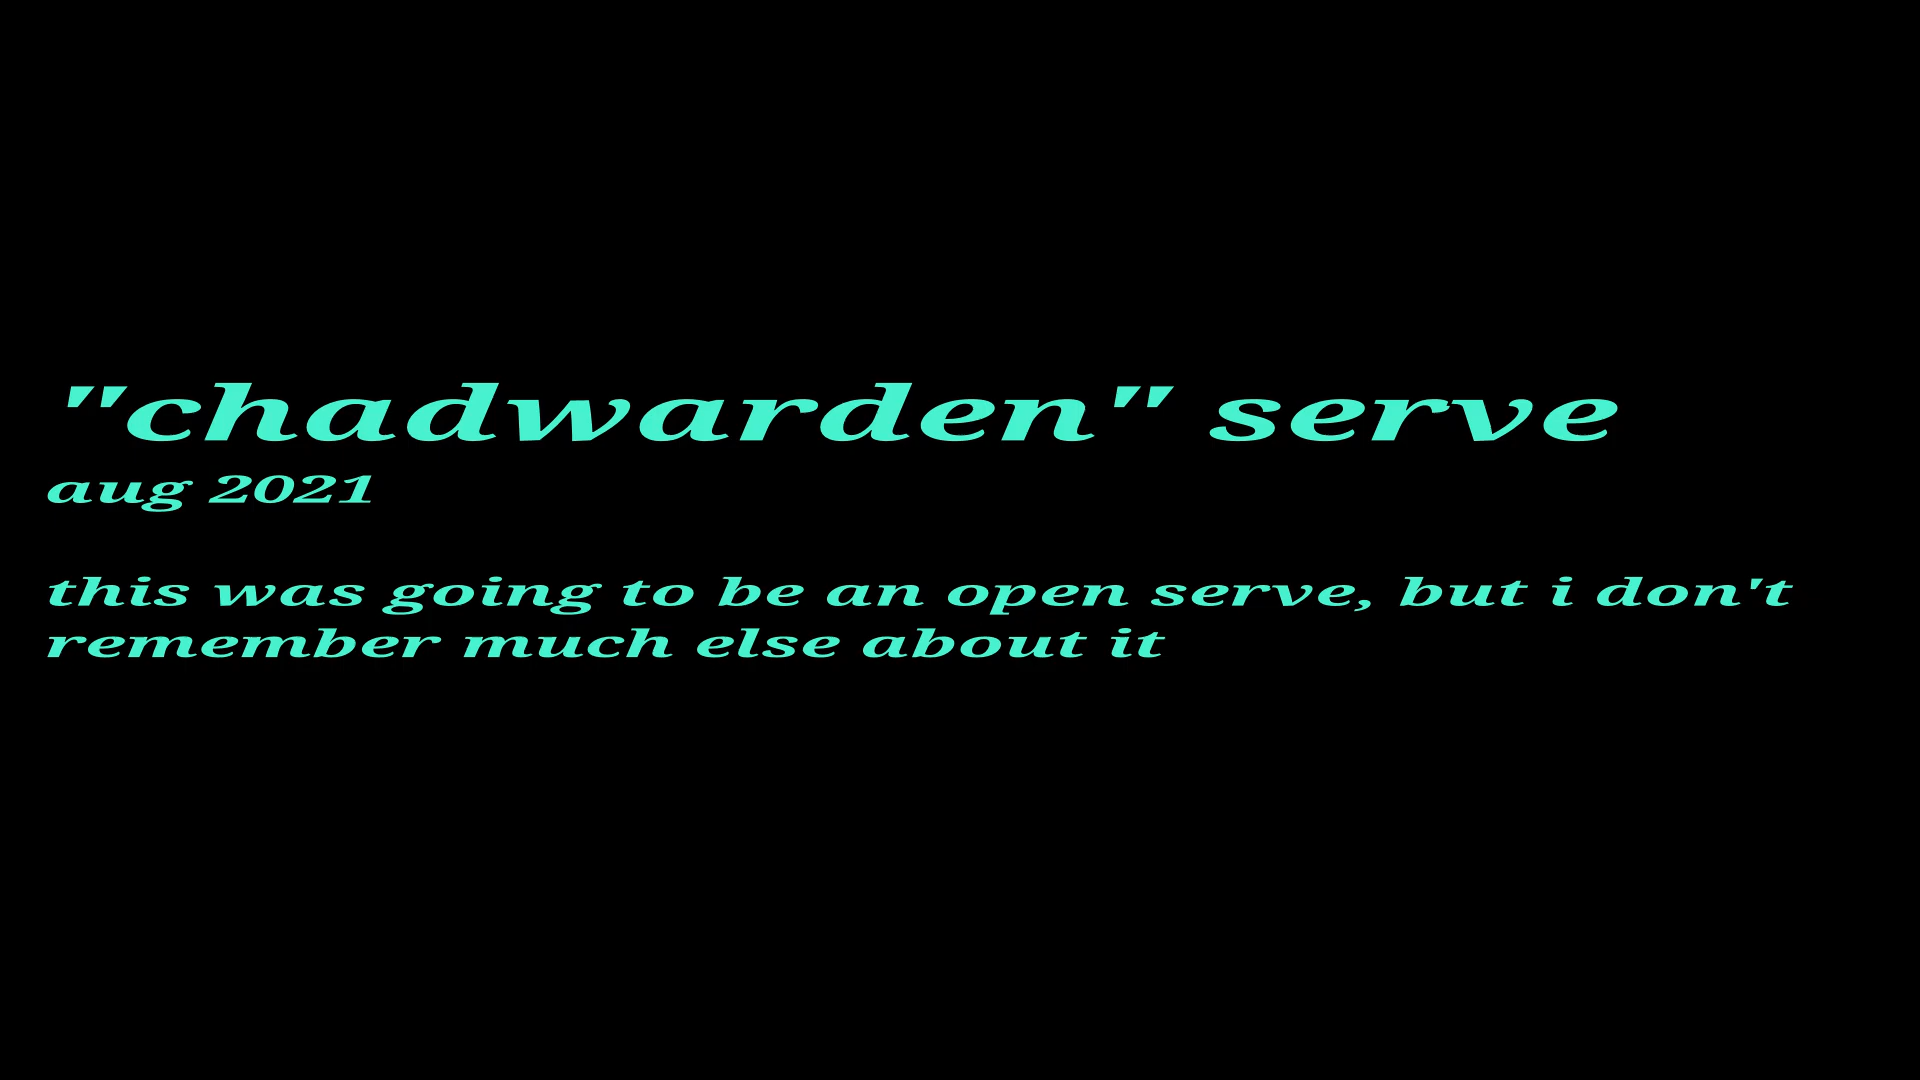 "chadwarden" serve
aug 2021
this was going to be an open serve, but i don't
remember much else about it